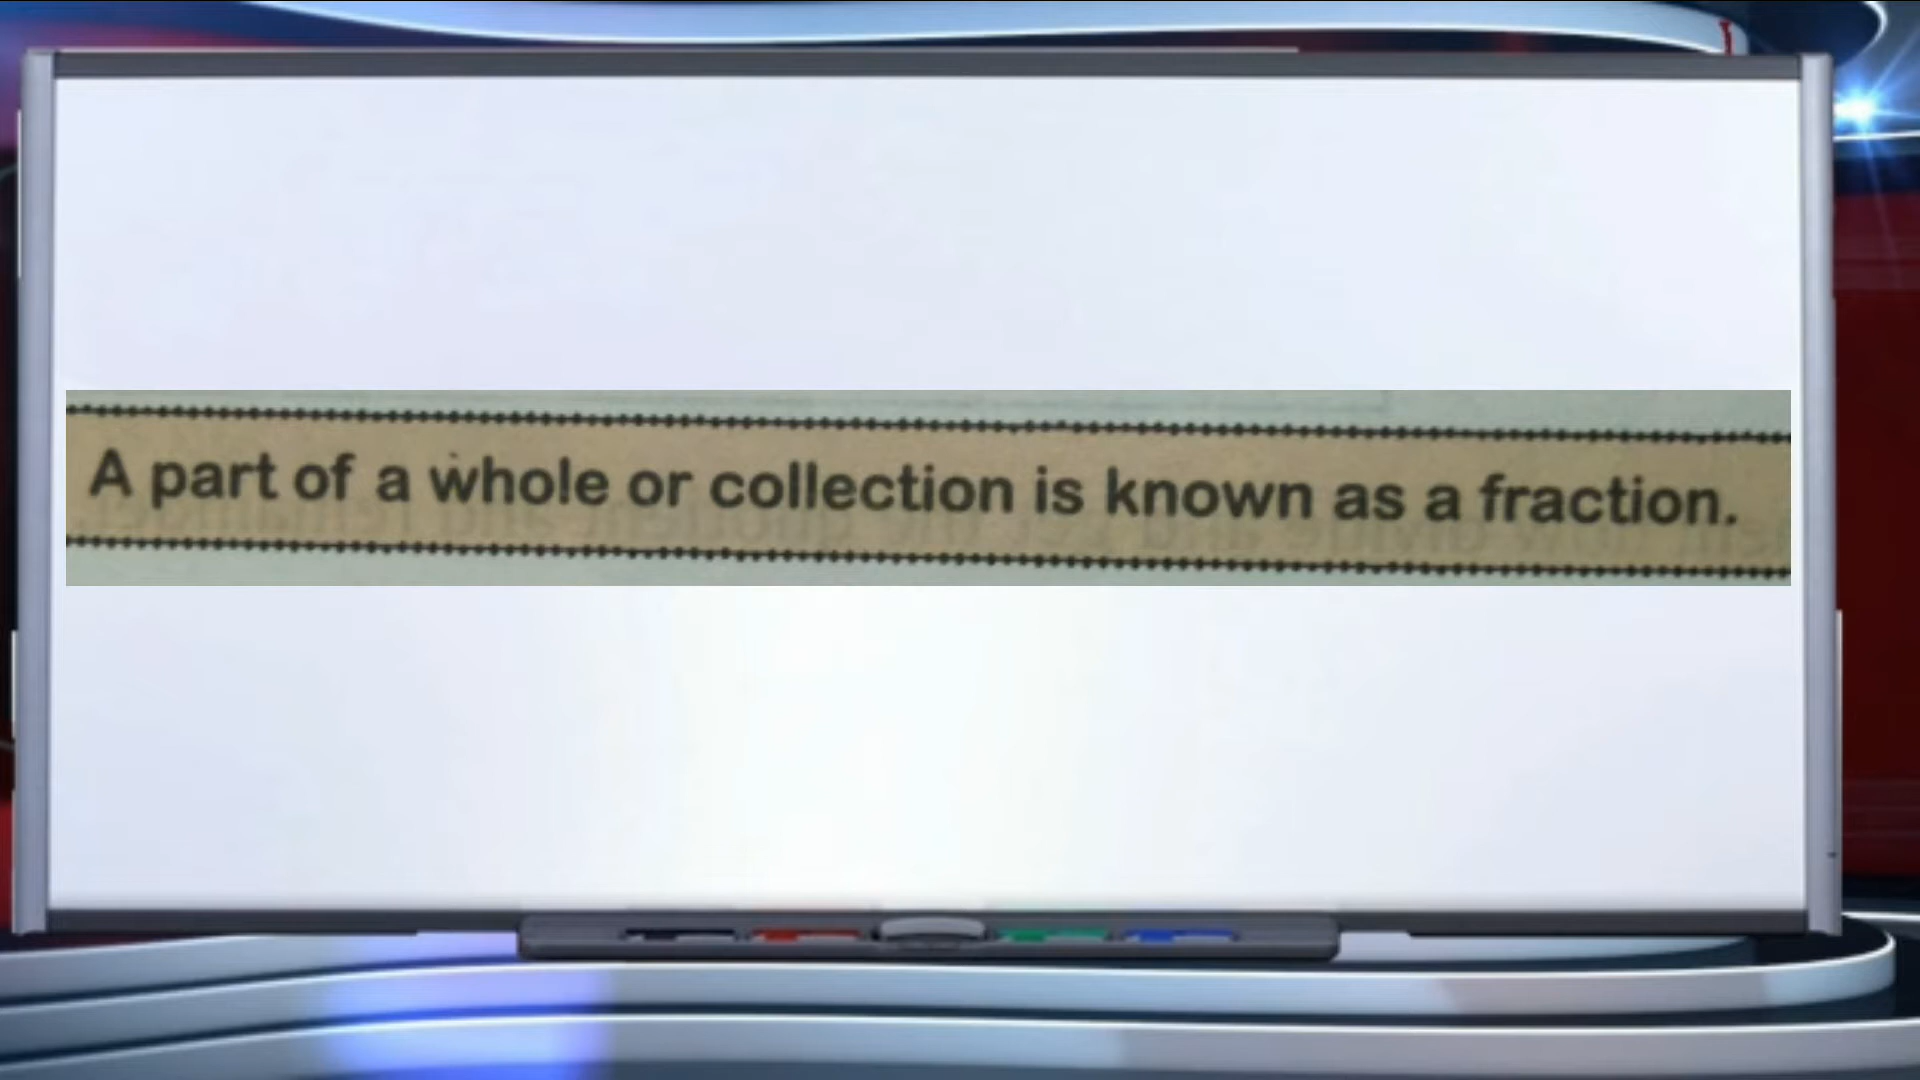 A part of a whole or collection is known as a fraction.